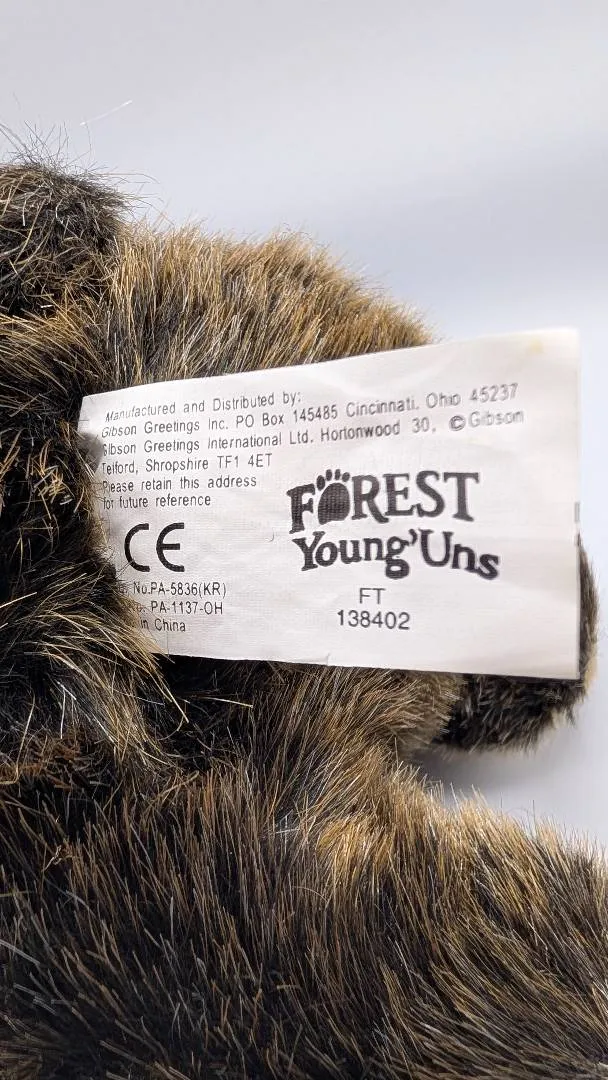 Manufactured and Distributed by:
Gibson Greetings Inc. PO Box 145485 Cincinnati. Ohio 45237
Gibson Greetings International Ltd. Hortonwood 30, ©Gibson
Telford, Shropshire TF1 4ET
Please retain this address
for future reference
CE
No.PA-5836(KR)
PA-1137-OH
in China
FOREST
Young'Uns
FT
138402